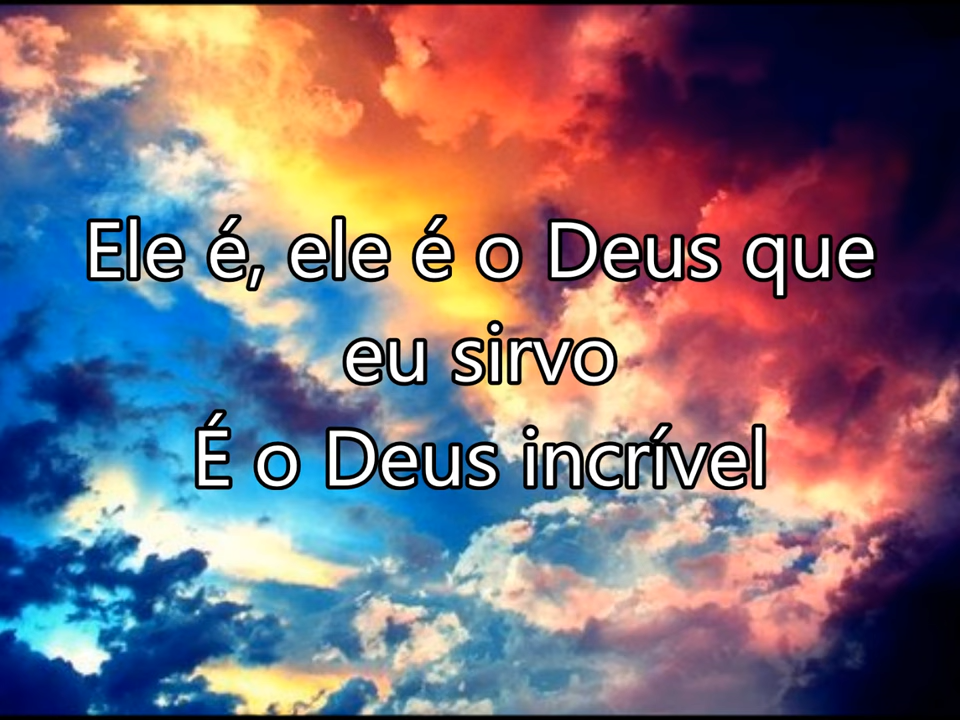 Ele é, ele é o Deus que
eu sirvo
É o Deus incrível